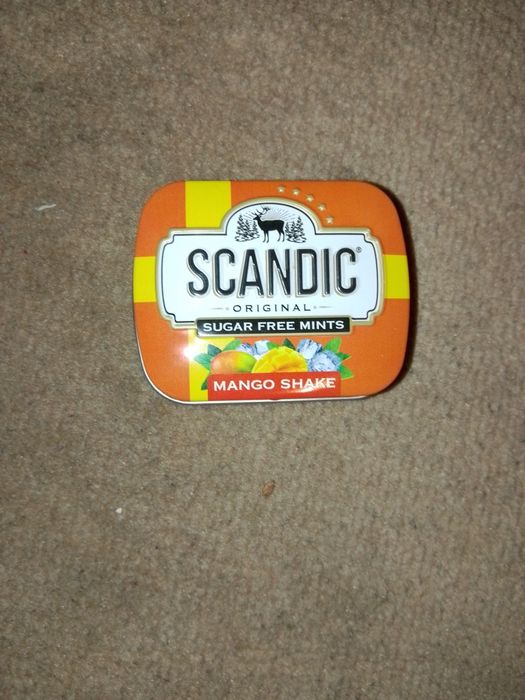 SCANDIC®
ORIGINAL
SUGAR FREE MINTS
MANGO SHAKE